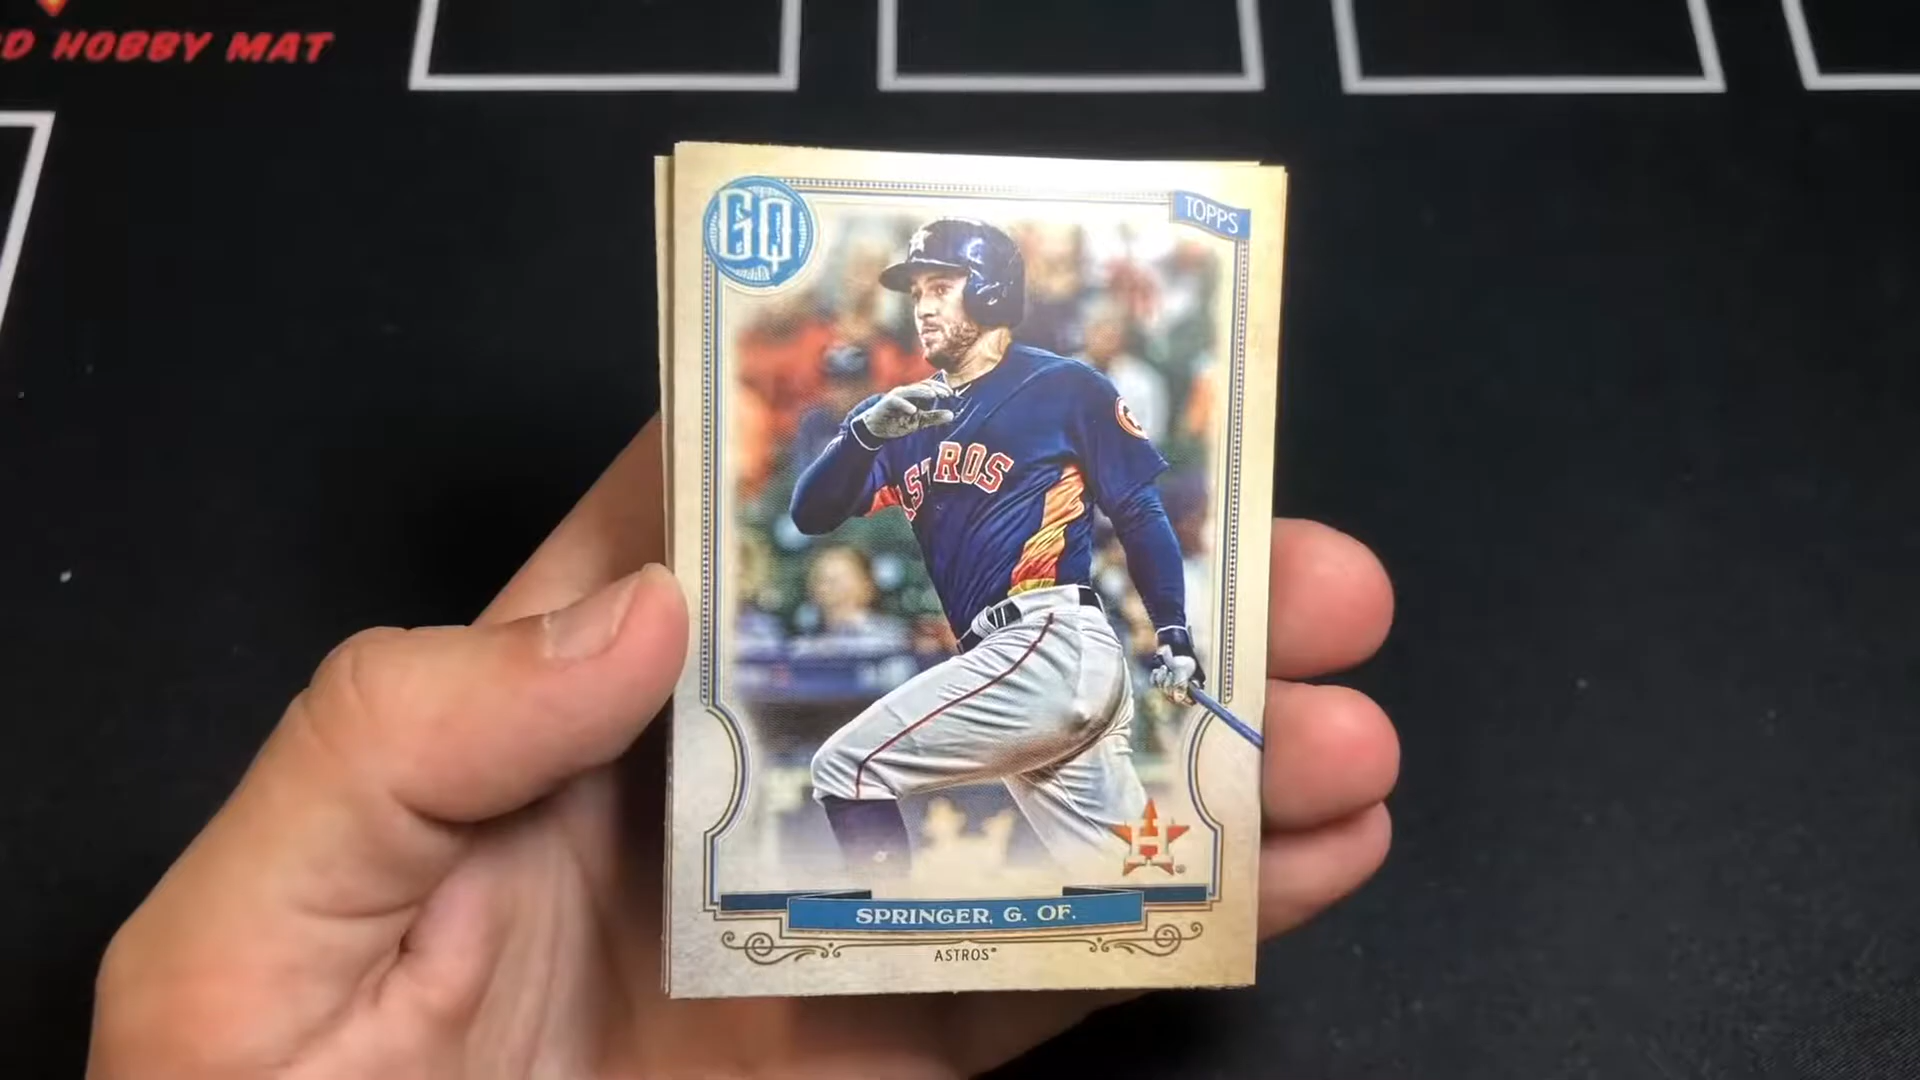 D HOBBY MAT
GQ
TOPPS
ASTROS
H
SPRINGER, G. OF.
ASTROS®